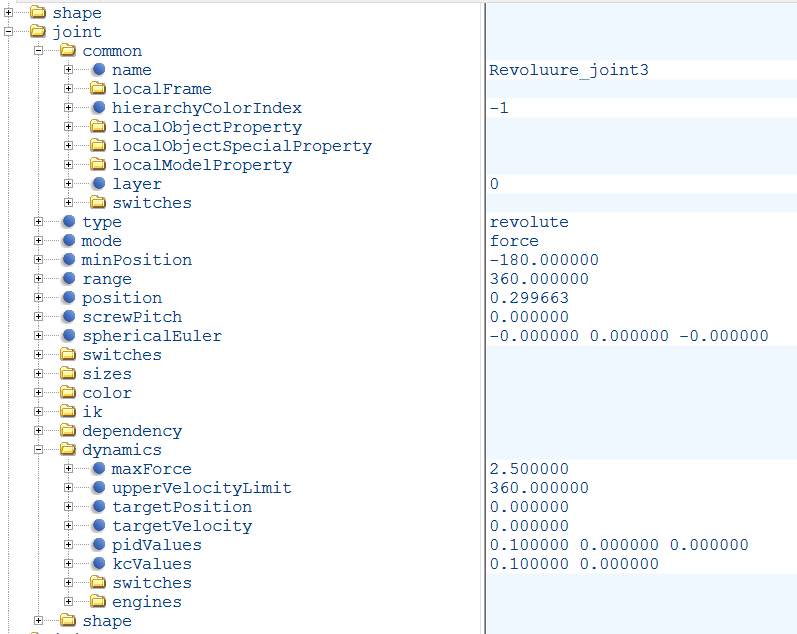 shape
joint
common
name Revoluure_joint3
localFrame
hierarchyColorIndex -1
localObjectProperty
localObjectSpecialProperty
localModelProperty
layer 0
switches
type revolute
mode force
minPosition -180.000000
range 360.000000
position 0.299663
screwPitch 0.000000
sphericalEuler -0.000000 0.000000 -0.000000
switches
sizes
color
ik
dependency
dynamics
maxForce 2.500000
upperVelocityLimit 360.000000
targetPosition 0.000000
targetVelocity 0.000000
pidValues 0.100000 0.000000 0.000000
kcValues 0.100000 0.000000
switches
engines
shape